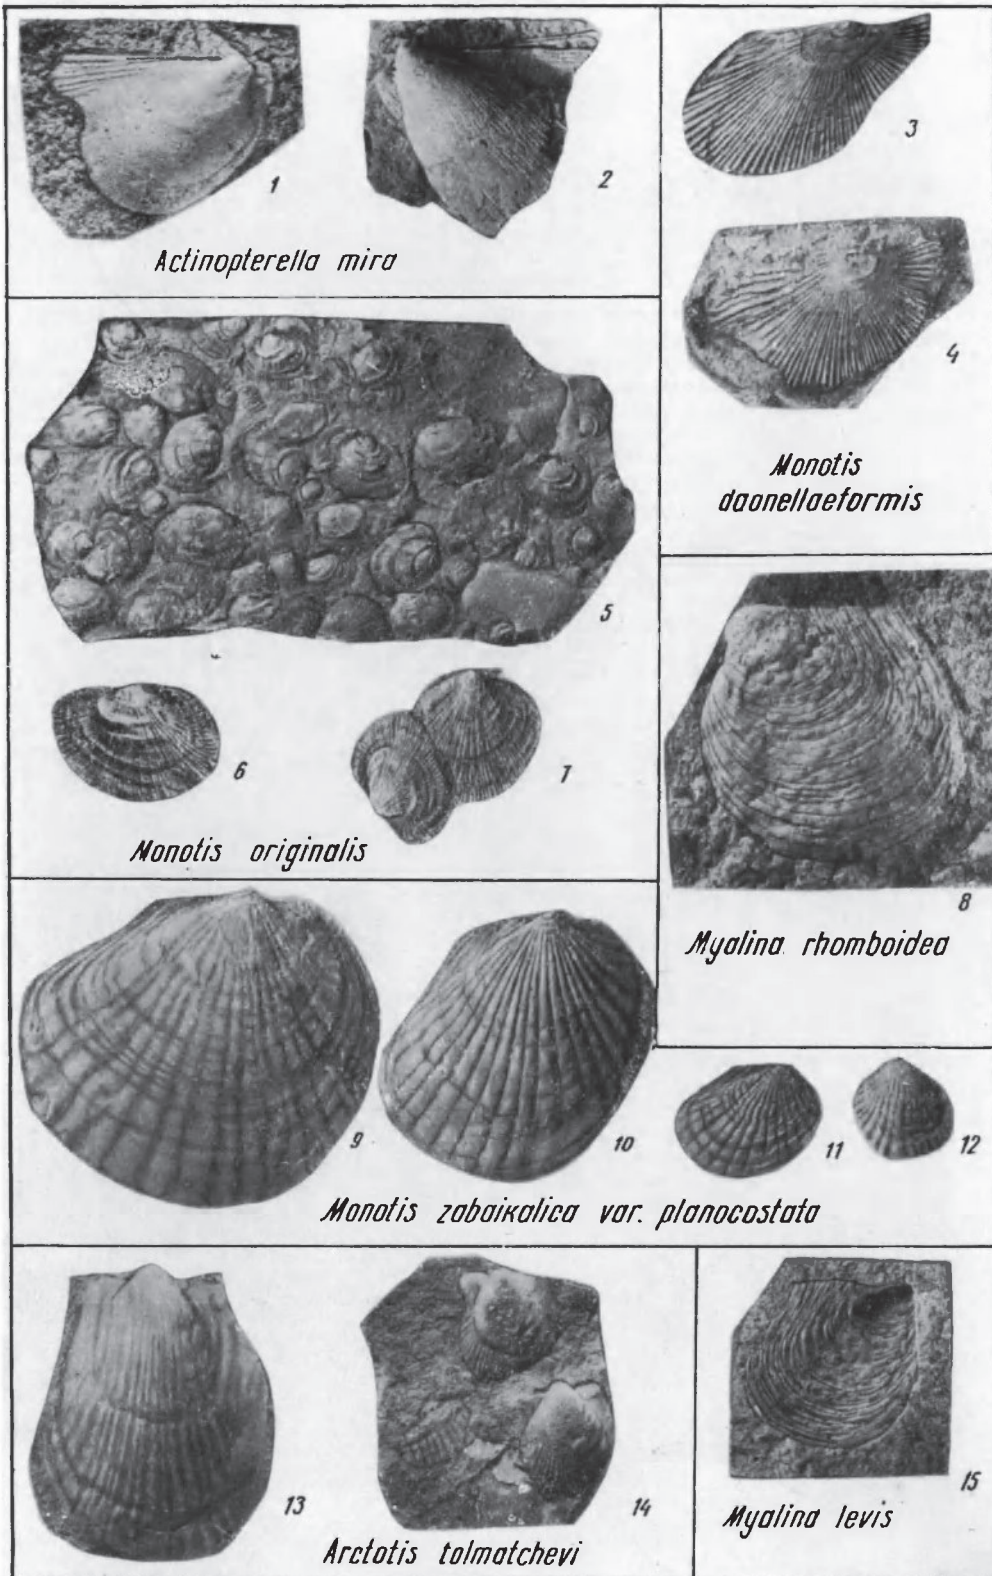 1
2
Actinopterella mira
3
4
Monotis
daonellaeformis
5
6
7
Monotis originalis
8
Myalina rhomboidea
9
10
11
12
Monotis zabaiкalica var. planocostata
13
14
Arctotis tolmatchevi
15
Myalina levis